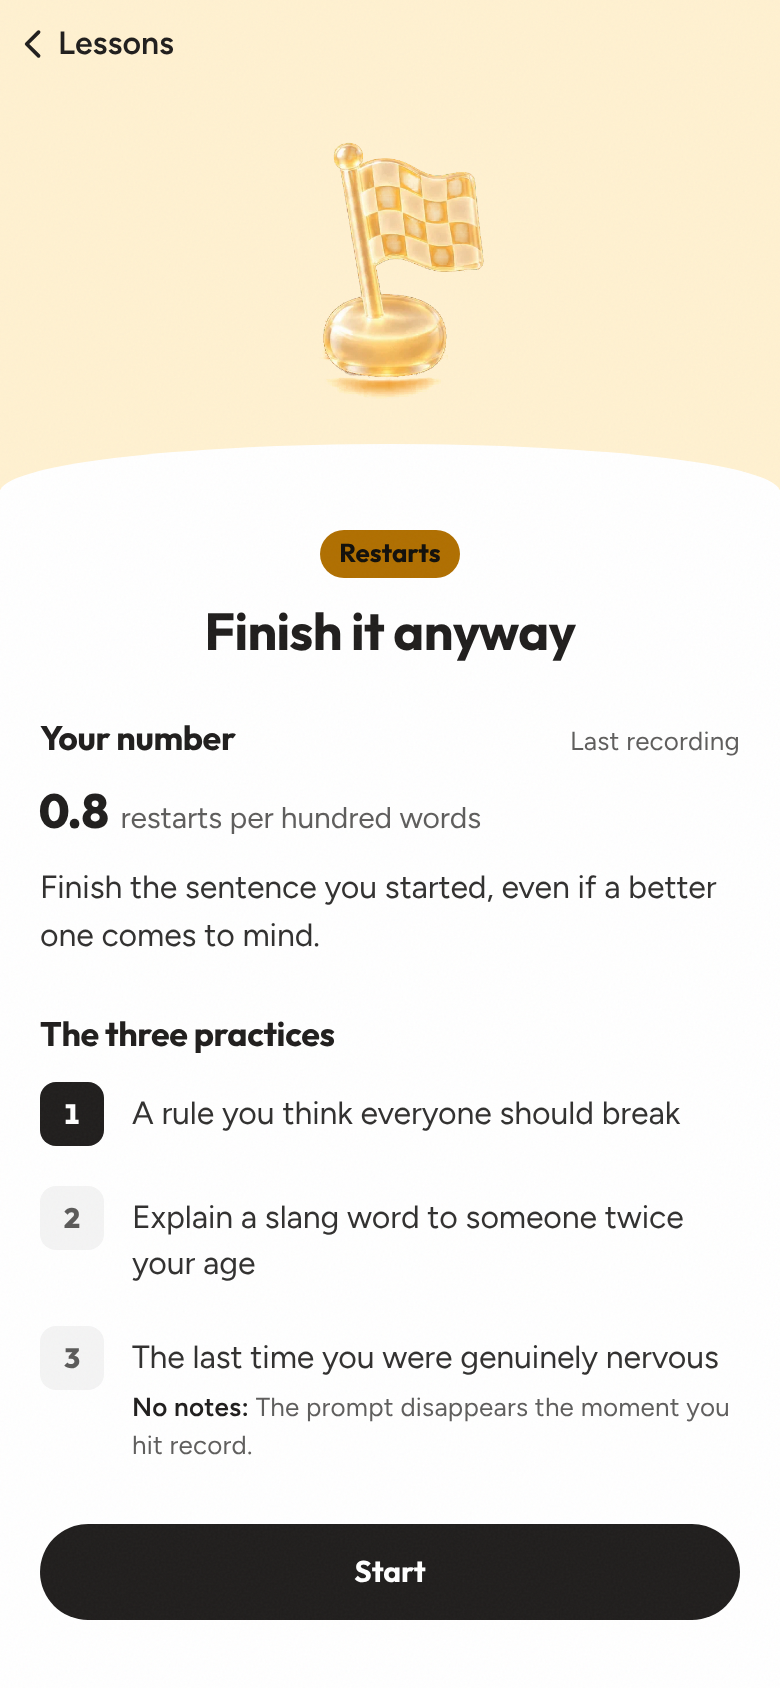 Lessons
Restarts
Finish it anyway
Your number
Last recording
0.8 restarts per hundred words
Finish the sentence you started, even if a better
one comes to mind.
The three practices
1 A rule you think everyone should break
2 Explain a slang word to someone twice
your age
3 The last time you were genuinely nervous
No notes: The prompt disappears the moment you
hit record.
Start